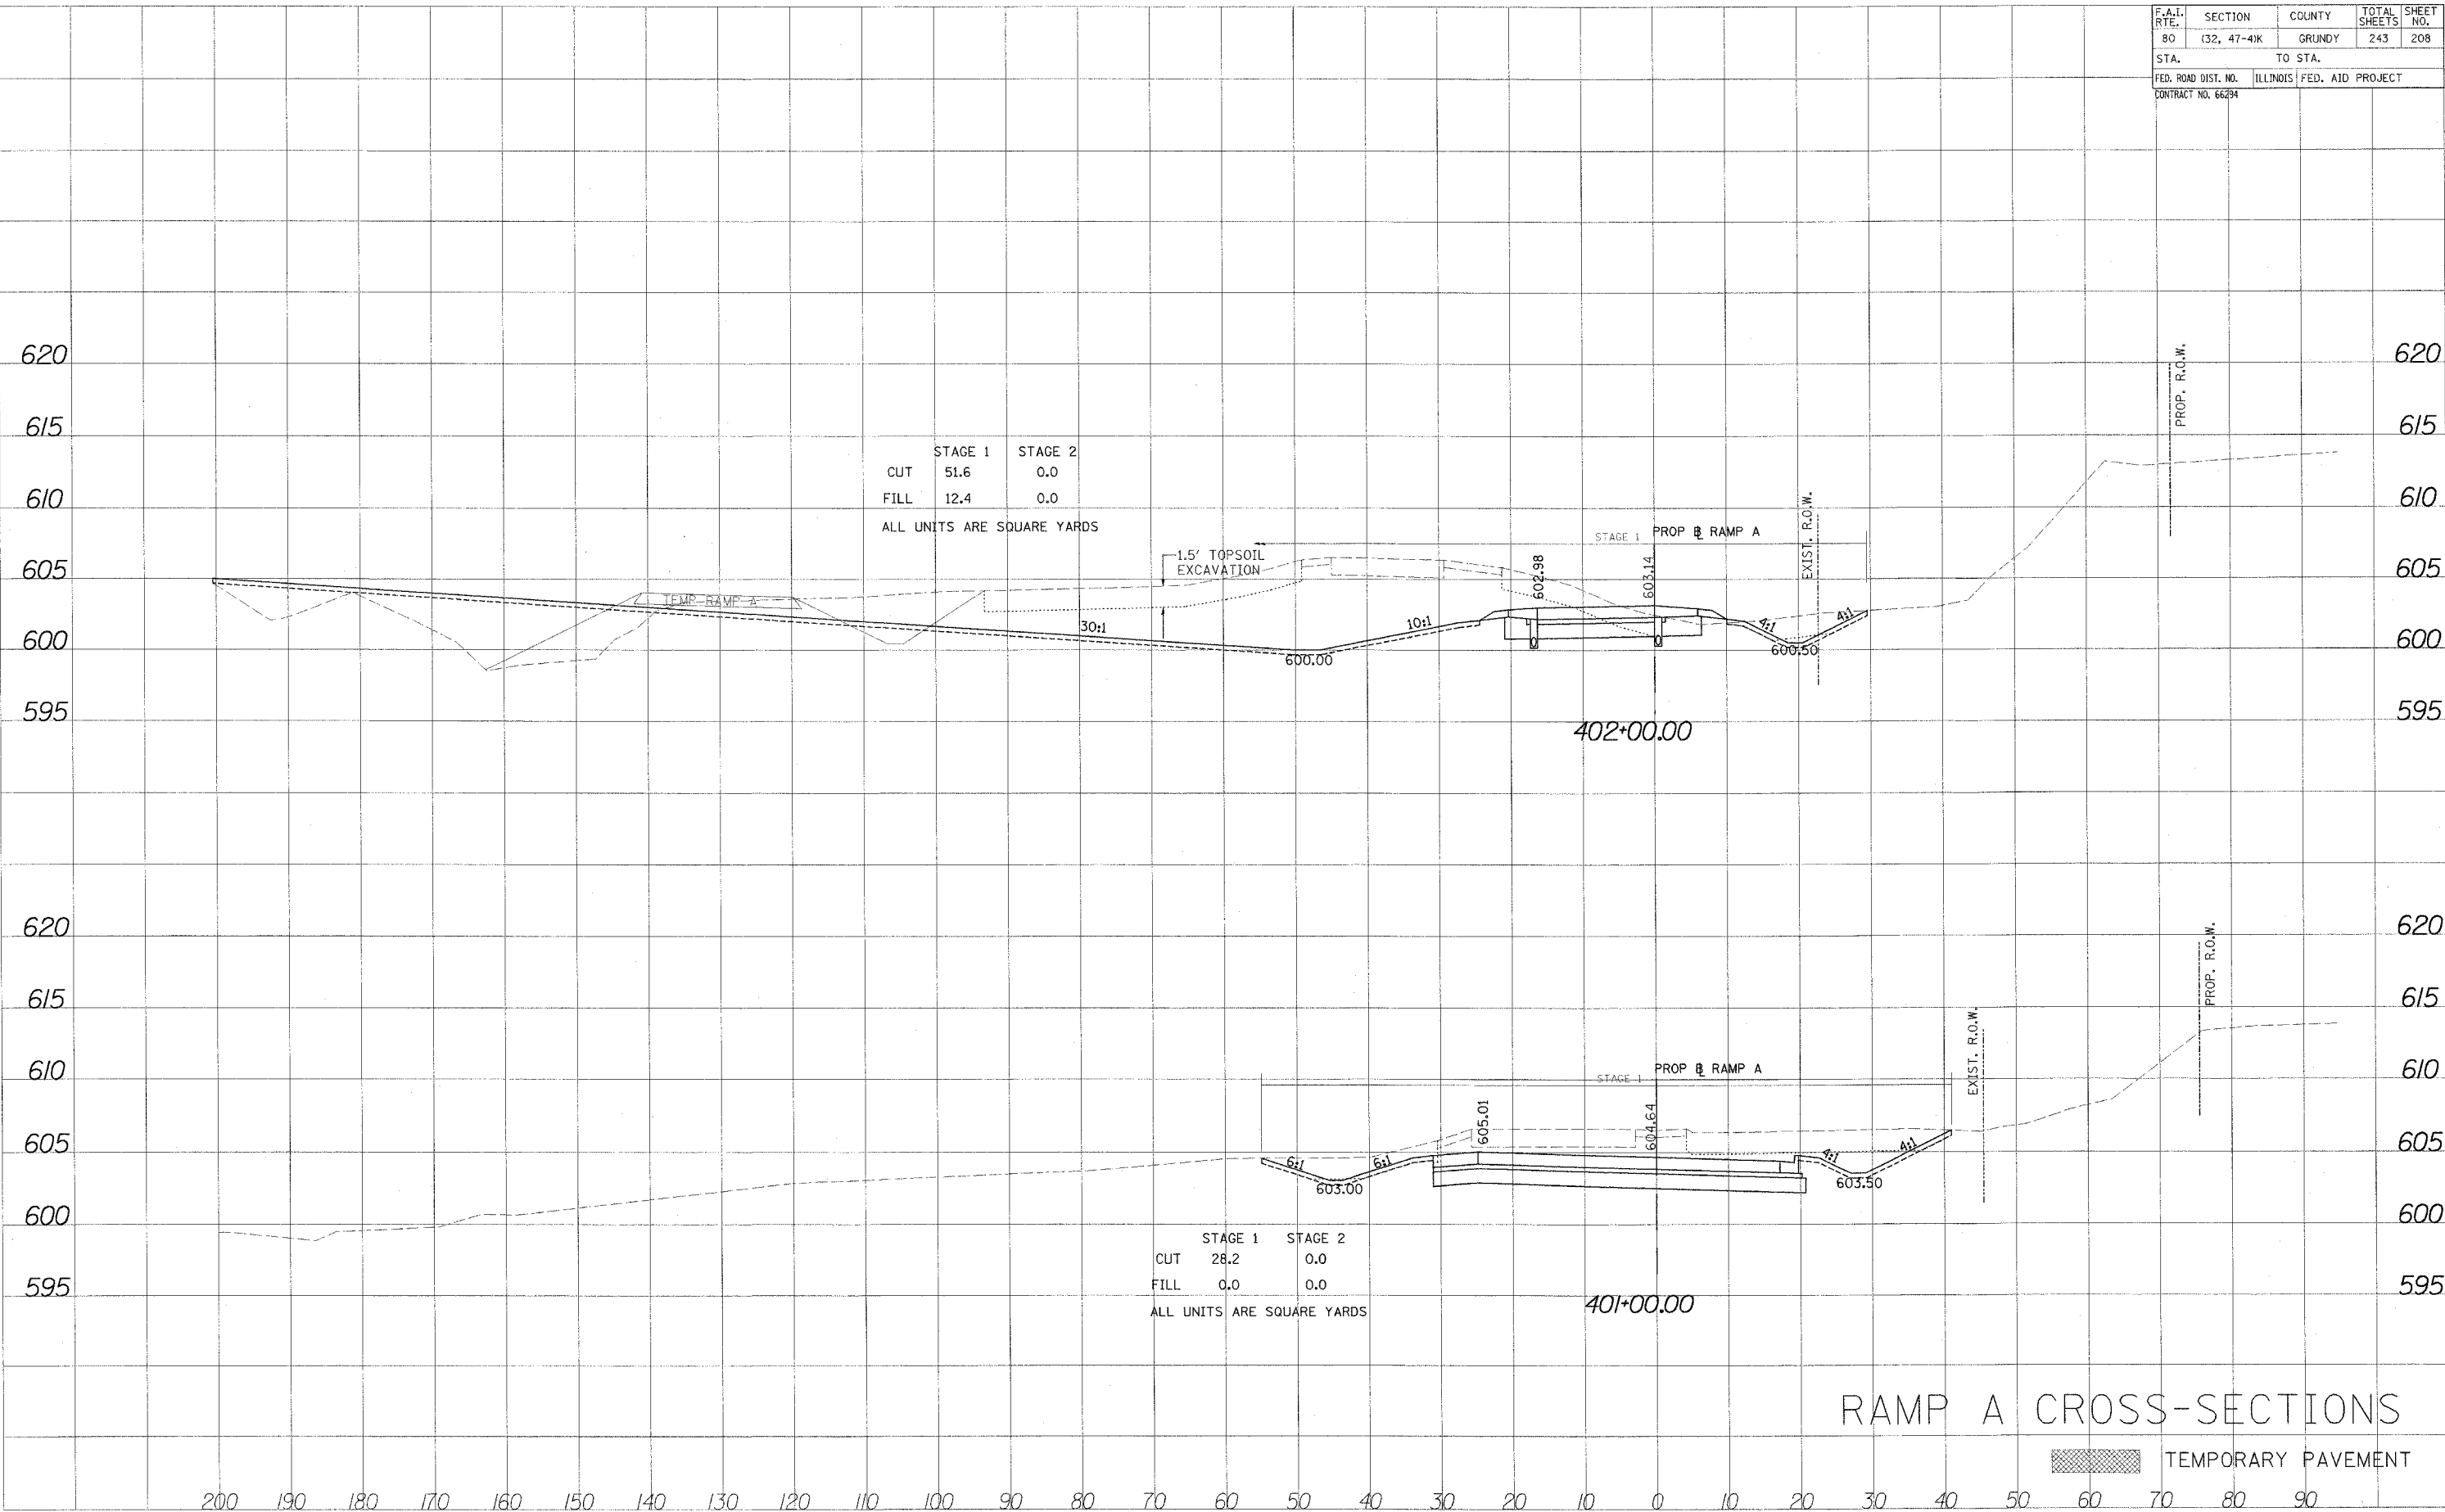 F.A.I. RTE. SECTION COUNTY TOTAL SHEETS SHEET NO.
80 (32, 47-4)K GRUNDY 243 208
STA. TO STA.
FED. ROAD DIST. NO. ILLINOIS FED. AID PROJECT
CONTRACT NO. 66294
620 620
PROP. R.O.W.
615 615
STAGE 1 STAGE 2
CUT 51.6 0.0
FILL 12.4 0.0
ALL UNITS ARE SQUARE YARDS
610 610
EXIST. R.O.W.
STAGE 1 PROP ⅊ RAMP A
1.5' TOPSOIL
EXCAVATION
602.98
603.14
605 605
TEMP RAMP A
30:1
10:1
4:1
4:1
600 600
600.00
600.50
595 595
402+00.00
620 620
PROP. R.O.W.
615 615
EXIST. R.O.W.
610 610
STAGE 1 PROP ⅊ RAMP A
605.01
604.64
605 605
6:1
6:1
4:1
4:1
603.00
603.50
600 600
STAGE 1 STAGE 2
CUT 28.2 0.0
FILL 0.0 0.0
ALL UNITS ARE SQUARE YARDS
595 595
401+00.00
RAMP A CROSS-SECTIONS
TEMPORARY PAVEMENT
200 190 180 170 160 150 140 130 120 110 100 90 80 70 60 50 40 30 20 10 0 10 20 30 40 50 60 70 80 90